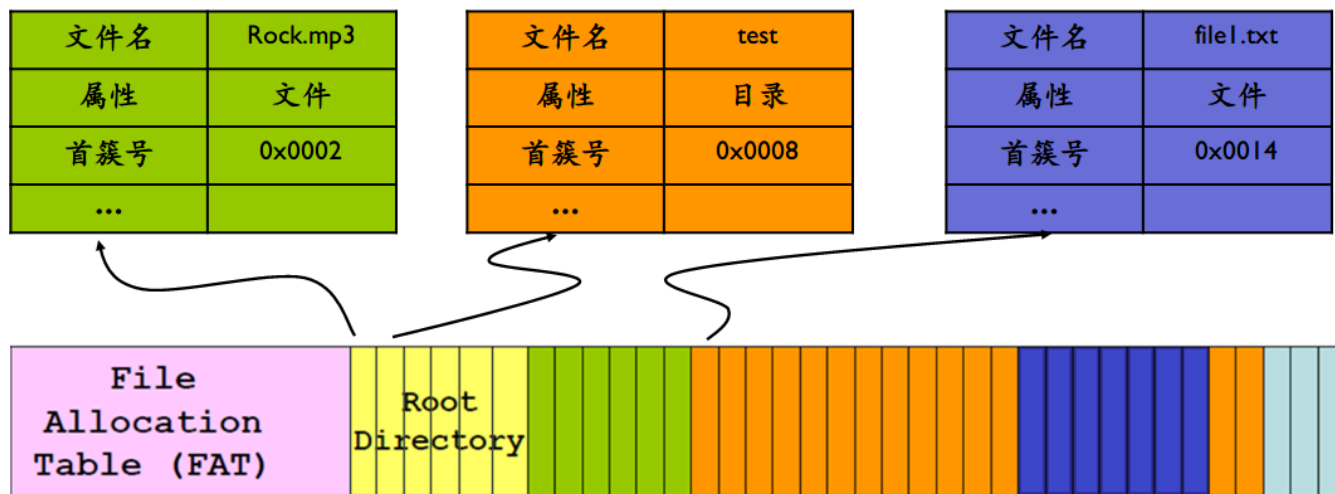 文件名 Rock.mp3
属性 文件
首簇号 0x0002
...
文件名 test
属性 目录
首簇号 0x0008
...
文件名 file1.txt
属性 文件
首簇号 0x0014
...
File
Allocation
Table (FAT)
Root
Directory